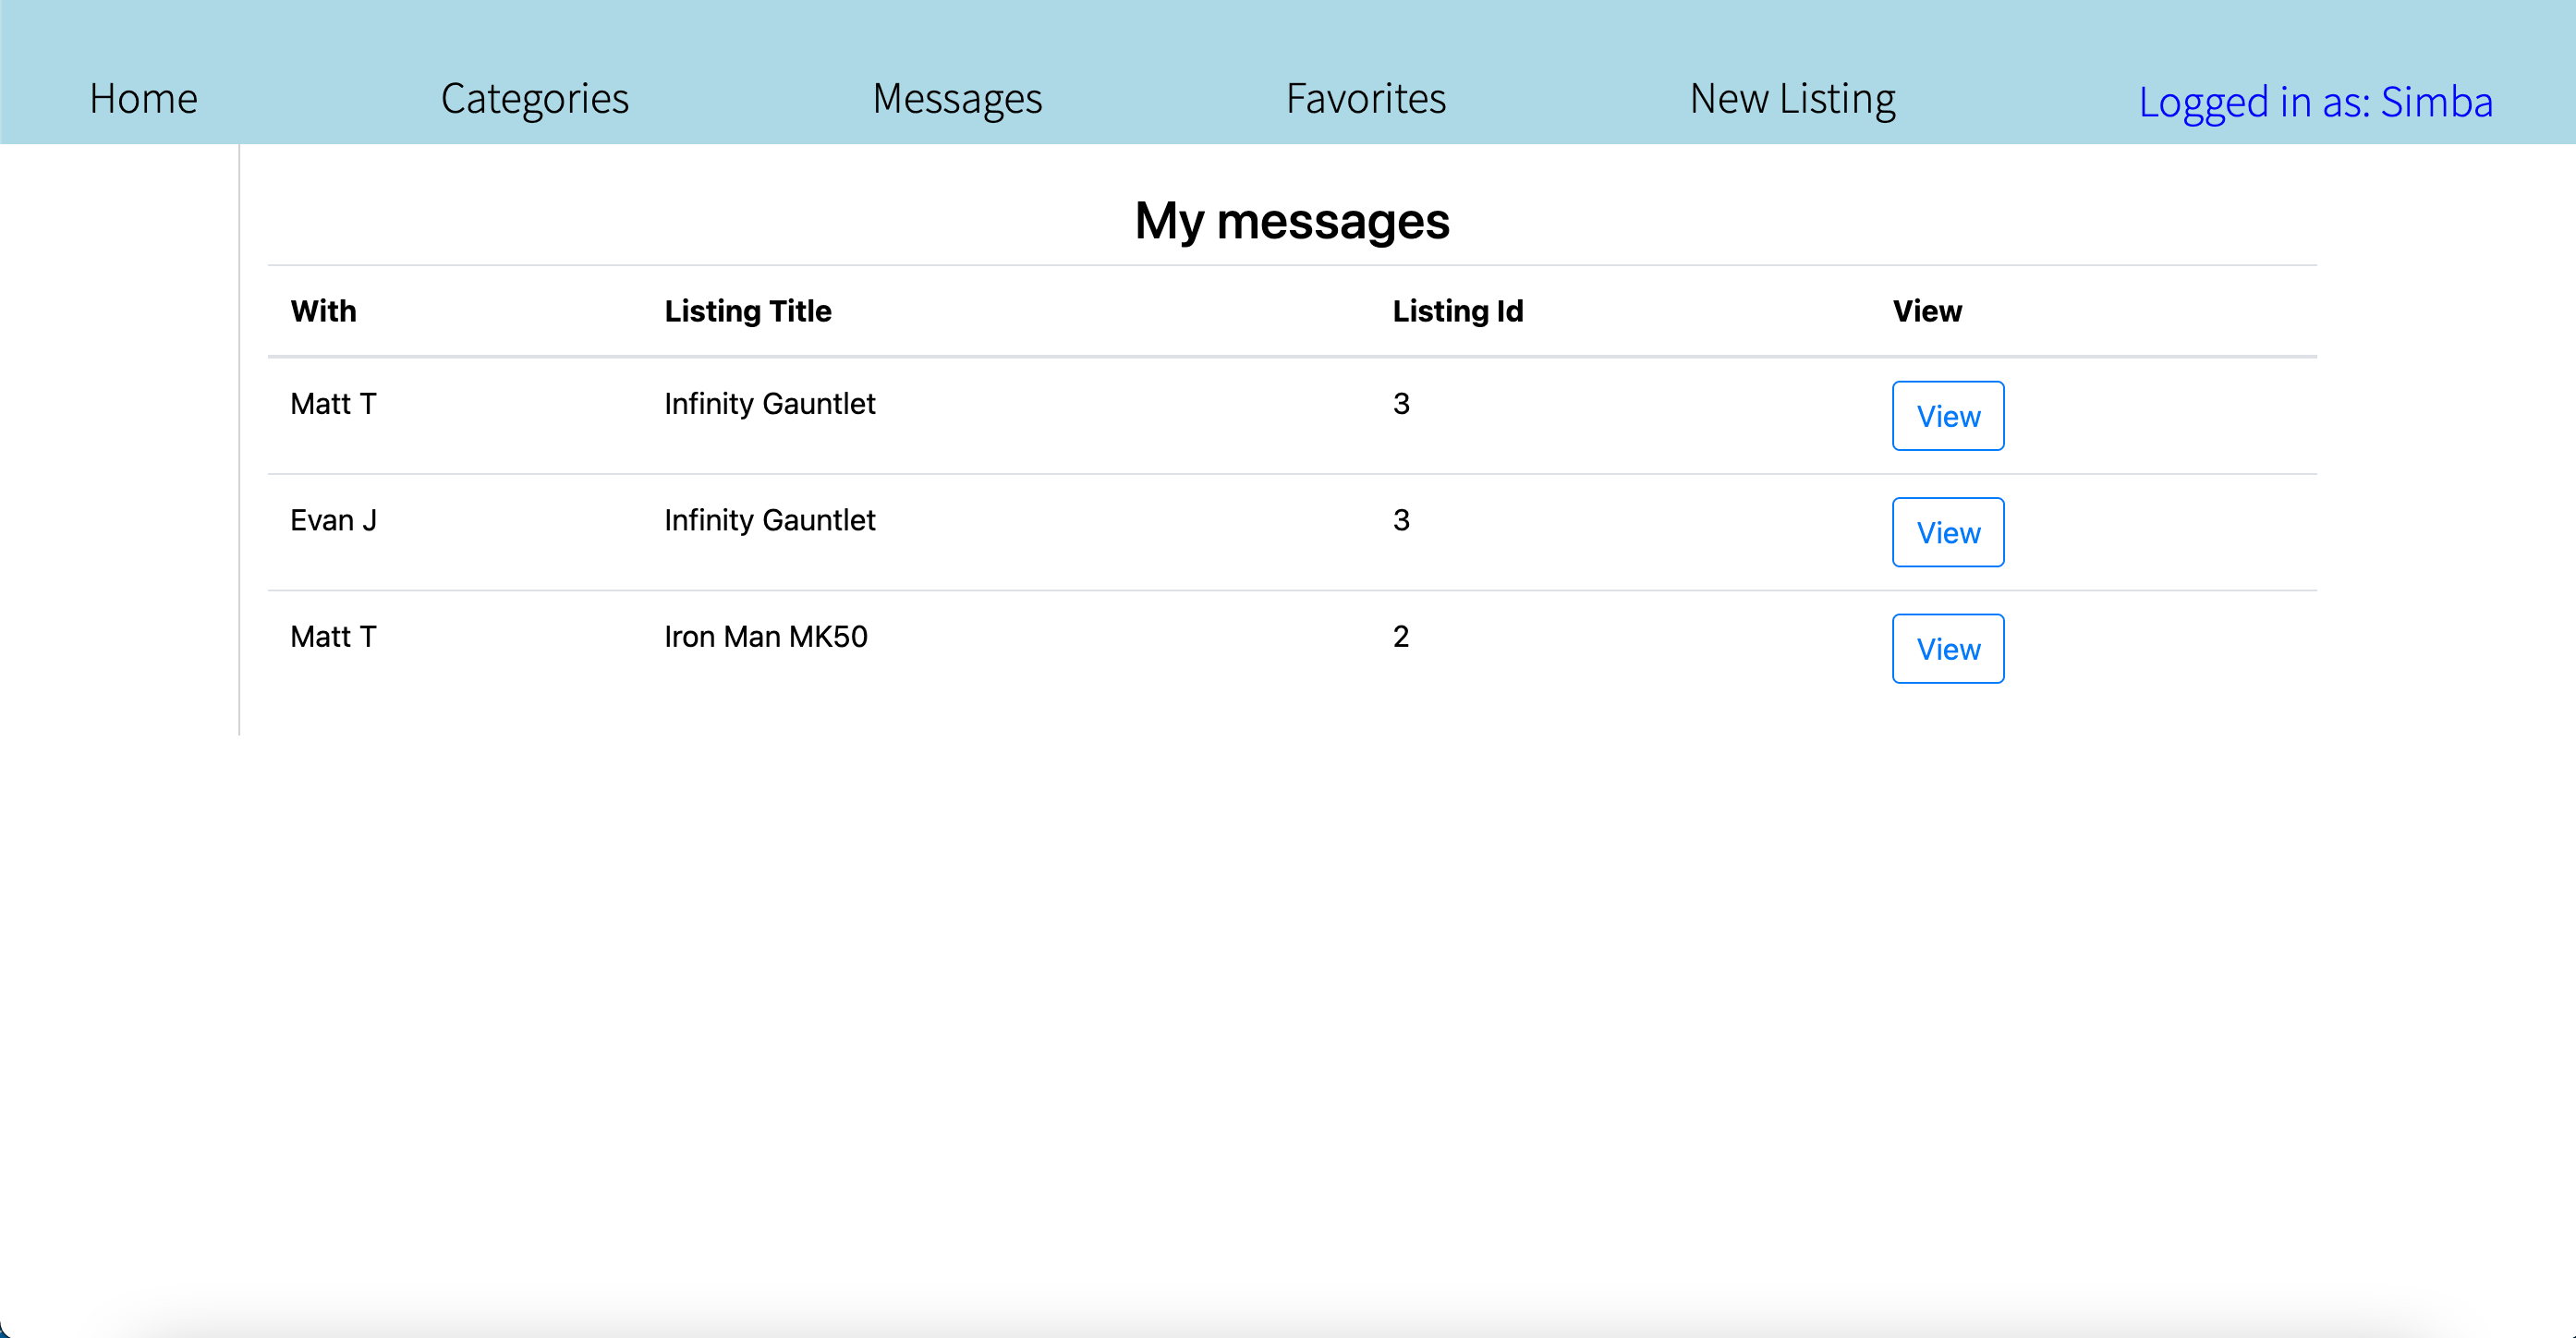 Home Categories Messages Favorites New Listing Logged in as: Simba
My messages
With Listing Title Listing Id View
Matt T Infinity Gauntlet 3 View
Evan J Infinity Gauntlet 3 View
Matt T Iron Man MK50 2 View